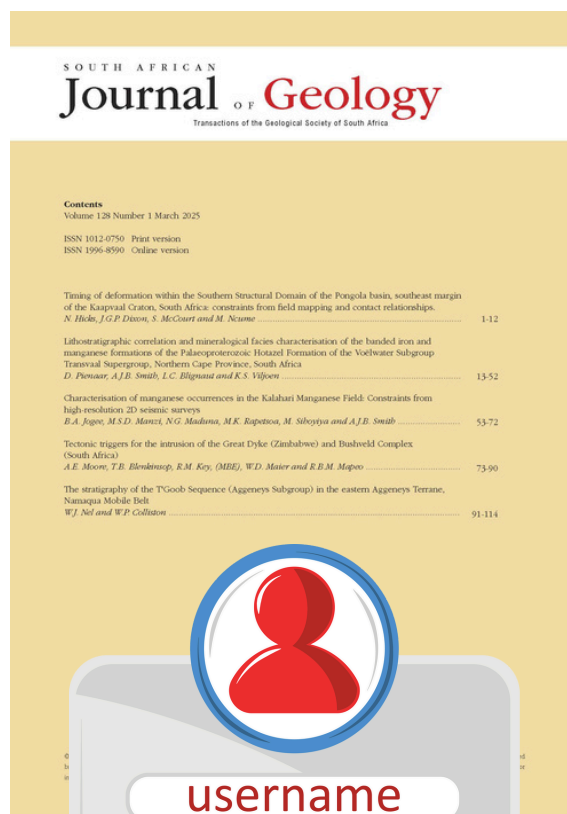 SOUTH AFRICAN
Journal OF Geology
Transactions of the Geological Society of South Africa
Contents
Volume 128 Number 1 March 2025
ISSN 1012-0750 Print version
ISSN 1996-8590 Online version
Timing of deformation within the Southern Structural Domain of the Pongola basin, southeast margin
of the Kaapvaal Craton, South Africa: constraints from field mapping and contact relationships.
N. Hicks, J.G.P. Dixon, S. McCourt and M. Ncume 1-12
Lithostratigraphic correlation and mineralogical facies characterisation of the banded iron and
manganese formations of the Palaeoproterozoic Hotazel Formation of the Voëlwater Subgroup
Transvaal Supergroup, Northern Cape Province, South Africa
D. Pienaar, A.J.B. Smith, L.C. Blignaut and K.S. Viljoen 13-52
Characterisation of manganese occurrences in the Kalahari Manganese Field: Constraints from
high-resolution 2D seismic surveys
B.A. Jogee, M.S.D. Manzi, N.G. Maduna, M.K. Rapetsoa, M. Sihoyiya and A.J.B. Smith 53-72
Tectonic triggers for the intrusion of the Great Dyke (Zimbabwe) and Bushveld Complex
(South Africa)
A.E. Moore, T.B. Blenkinsop, R.M. Key, (MBE), W.D. Maier and R.B.M. Mapeo 73-90
The stratigraphy of the T'Goob Sequence (Aggeneys Subgroup) in the eastern Aggeneys Terrane,
Namaqua Mobile Belt
W.J. Nel and W.P. Colliston 91-114
username